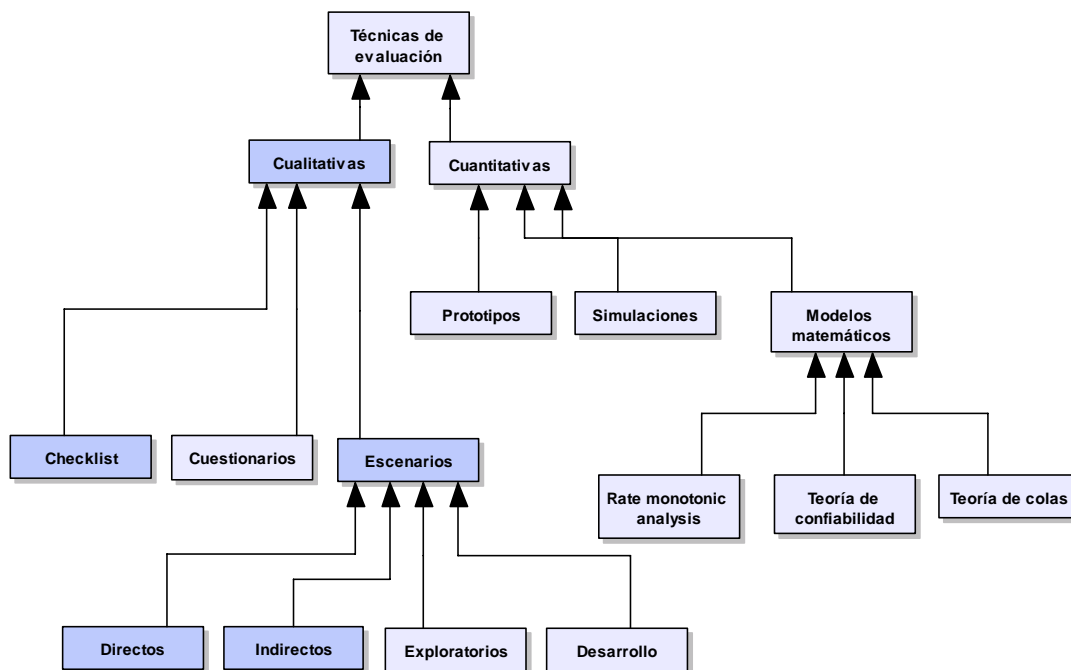 Técnicas de
evaluación
Cualitativas
Cuantitativas
Prototipos
Simulaciones
Modelos
matemáticos
Checklist
Cuestionarios
Escenarios
Rate monotonic
analysis
Teoría de
confiabilidad
Teoría de colas
Directos
Indirectos
Exploratorios
Desarrollo